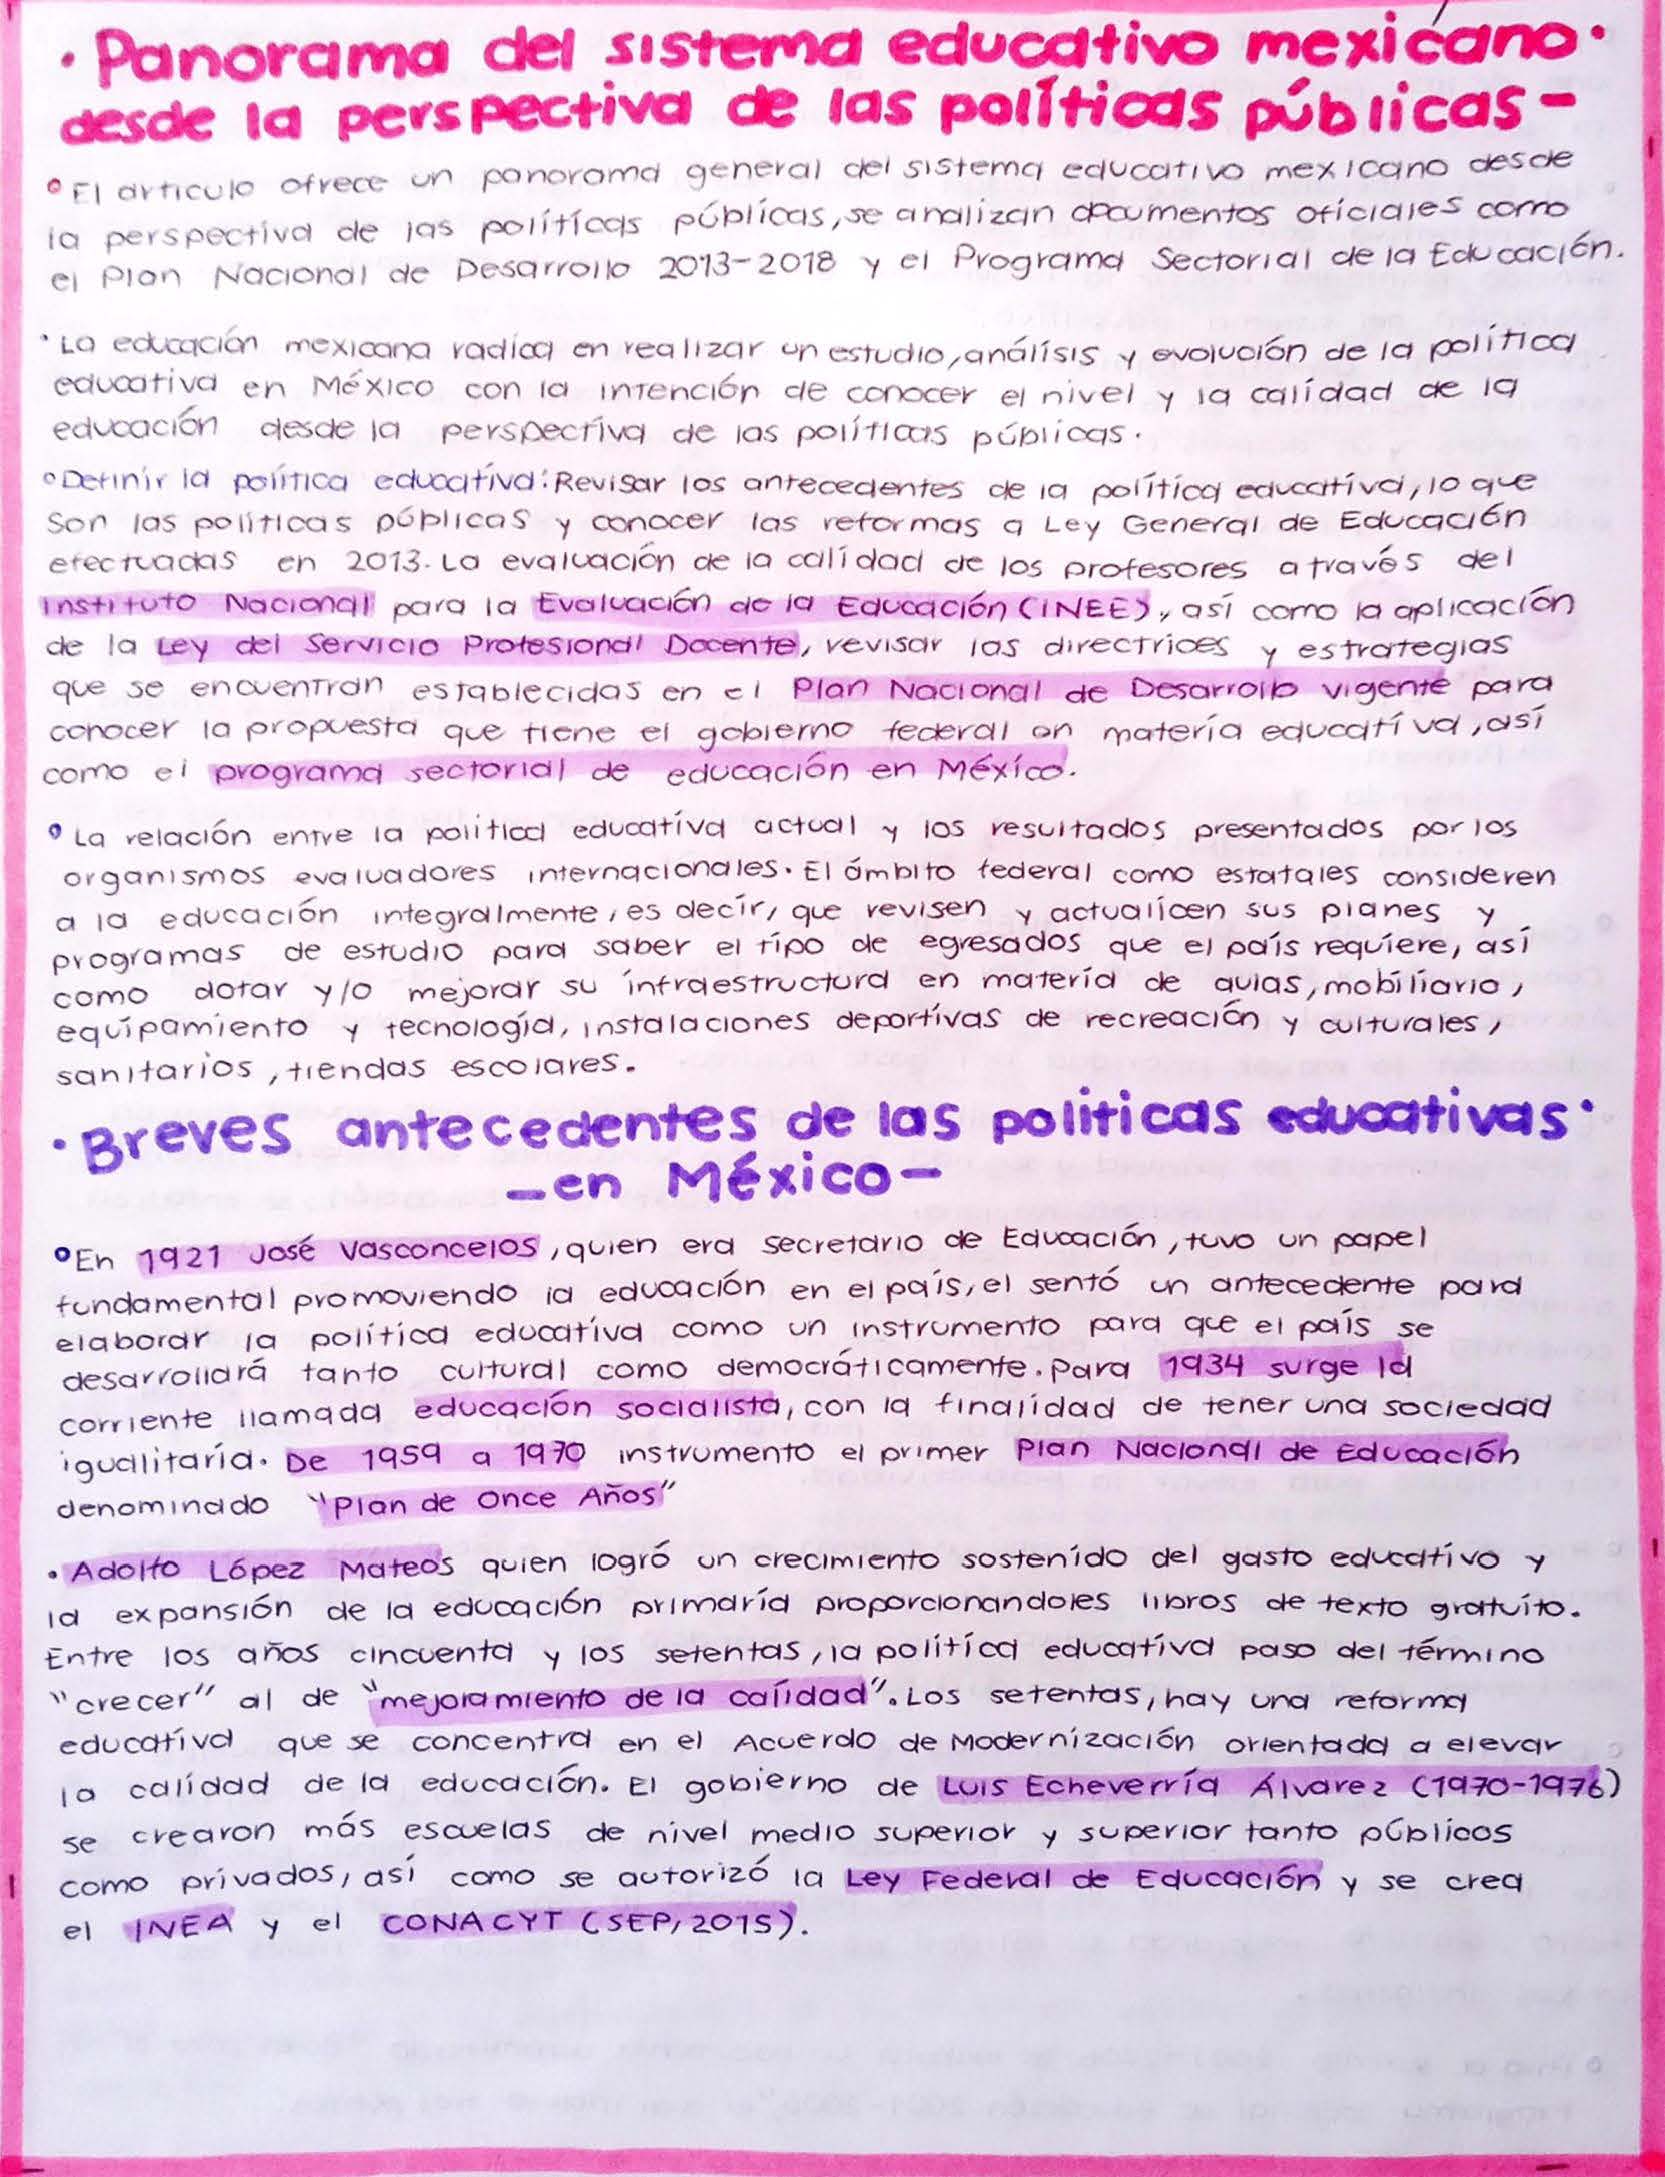 · Panorama del sistema educativo mexicano ·
desde la perspectiva de las políticas públicas -
° El artículo ofrece un panorama general del sistema educativo mexicano desde
la perspectiva de las políticas públicas, se analizan documentos oficiales como
el Plan Nacional de Desarrollo 2013-2018 y el Programa Sectorial de la Educación.
· La educación mexicana radica en realizar un estudio, análisis y evolución de la política
educativa en México con la intención de conocer el nivel y la calidad de la
educación desde la perspectiva de las políticas públicas.
° Definir la política educativa: Revisar los antecedentes de la política educativa, lo que
Son las políticas públicas y conocer las reformas a Ley General de Educación
efectuadas en 2013. La evaluación de la calidad de los profesores a través del
Instituto Nacional para la Evaluación de la Educación (INEE), así como la aplicación
de la Ley del Servicio Profesional Docente, revisar las directrices y estrategias
que se encuentran establecidas en el Plan Nacional de Desarrollo vigente para
conocer la propuesta que tiene el gobierno federal en materia educativa, así
como el programa sectorial de educación en México.
° La relación entre la política educativa actual y los resultados presentados por los
organismos evaluadores internacionales. El ámbito federal como estatales consideren
a la educación integralmente, es decir, que revisen y actualicen sus planes y
programas de estudio para saber el tipo de egresados que el país requiere, así
como dotar y/o mejorar su infraestructura en materia de aulas, mobiliario,
equipamiento y tecnología, instalaciones deportivas de recreación y culturales,
sanitarios, tiendas escolares.
· Breves antecedentes de las politicas educativas ·
- en México -
° En 1921 José Vasconcelos, quien era secretario de Educación, tuvo un papel
fundamental promoviendo la educación en el país, el sentó un antecedente para
elaborar la política educativa como un instrumento para que el país se
desarrollará tanto cultural como democráticamente. Para 1934 surge la
corriente llamada educación socialista, con la finalidad de tener una sociedad
igualitaría. De 1959 a 1970 instrumento el primer Plan Nacional de Educación
denominado "Plan de Once Años"
· Adolfo López Mateos quien logró un crecimiento sostenido del gasto educativo y
la expansión de la educación primaría proporcionandoles libros de texto gratuito.
Entre los años cincuenta y los setentas, la política educativa paso del término
"crecer" al de "mejoramiento de la calidad". Los setentas, hay una reforma
educativa que se concentra en el Acuerdo de Modernización orientada a elevar
la calidad de la educación. El gobierno de Luis Echeverría Álvarez (1970-1976)
se crearon más escuelas de nivel medio superior y superior tanto públicos
como privados, así como se autorizó la Ley Federal de Educación y se crea
el INEA y el CONACYT (SEP, 2015).